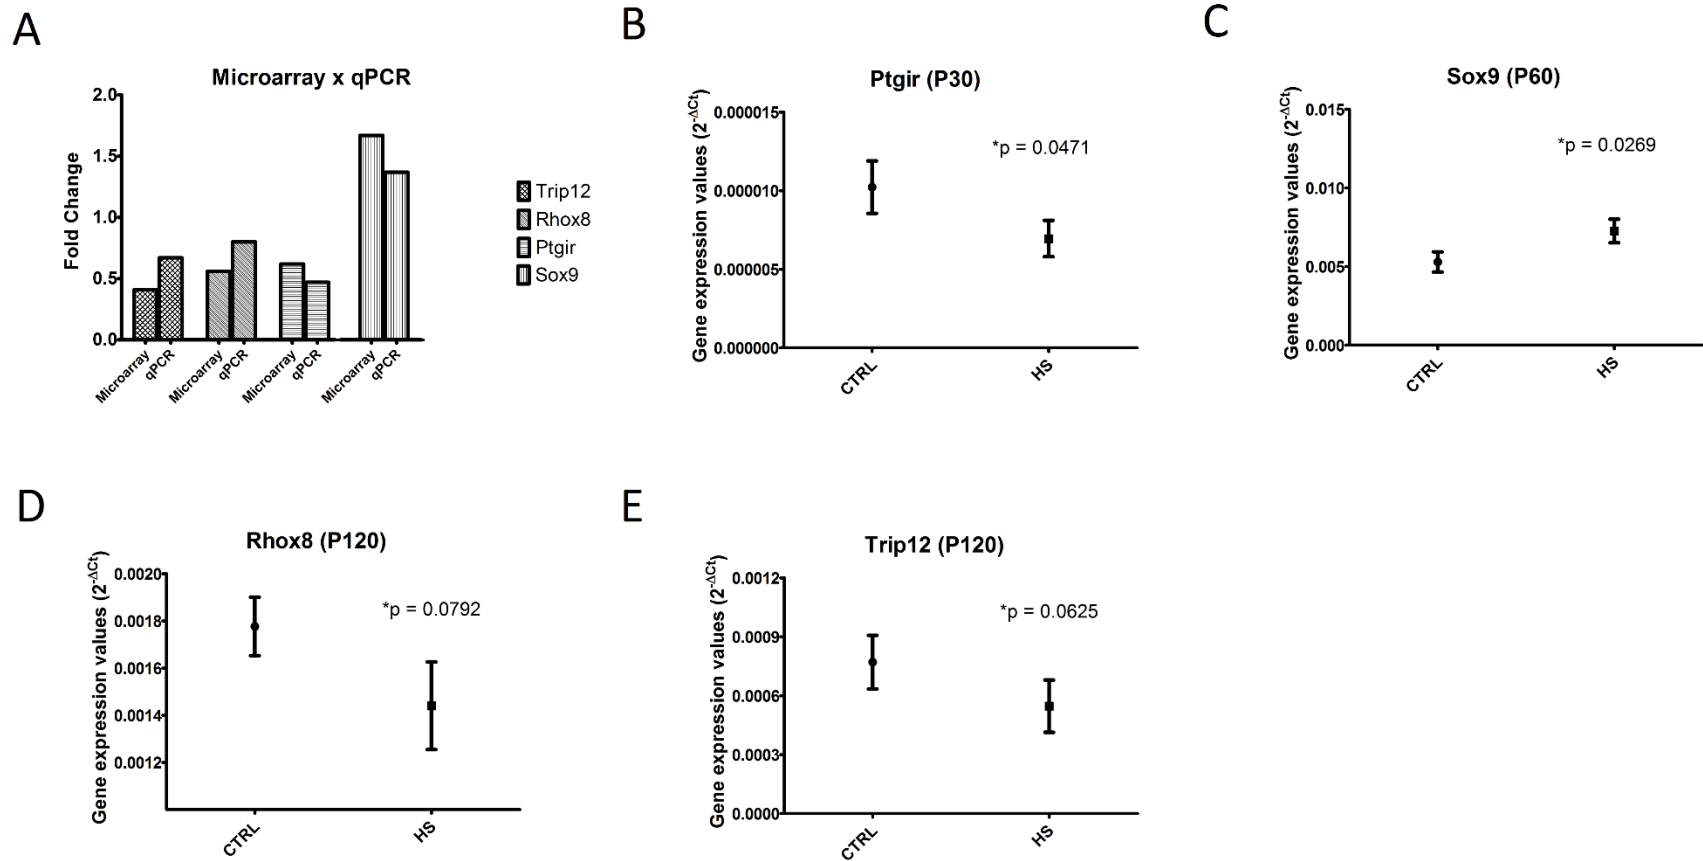 A
Microarray x qPCR
Fold Change
2.0
1.5
1.0
0.5
0.0
Microarray
qPCR
Microarray
qPCR
Microarray
qPCR
Microarray
qPCR
Trip12
Rhox8
Ptgir
Sox9
B
Ptgir (P30)
Gene expression values (2^-ΔCt)
0.000015
0.000010
0.000005
0.000000
*p = 0.0471
CTRL
HS
C
Sox9 (P60)
Gene expression values (2^-ΔCt)
0.015
0.010
0.005
0.000
*p = 0.0269
CTRL
HS
D
Rhox8 (P120)
Gene expression values (2^-ΔCt)
0.0020
0.0018
0.0016
0.0014
0.0012
*p = 0.0792
CTRL
HS
E
Trip12 (P120)
Gene expression values (2^-ΔCt)
0.0012
0.0009
0.0006
0.0003
0.0000
*p = 0.0625
CTRL
HS